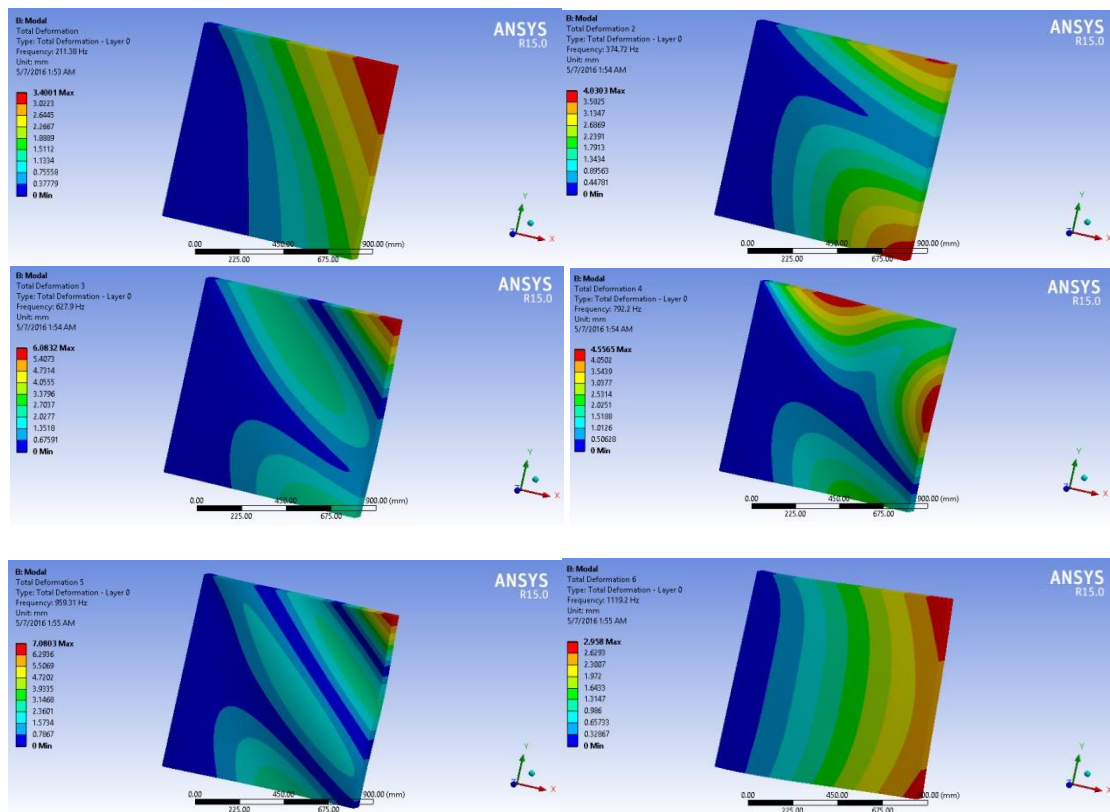 B: Modal
Total Deformation
Type: Total Deformation - Layer 0
Frequency: 211.38 Hz
Unit: mm
5/7/2016 1:53 AM
3.4001 Max
3.0223
2.6445
2.2667
1.8889
1.5112
1.1334
0.75558
0.37779
0 Min
ANSYS
R15.0
Y
X
0.00 450.00 900.00 (mm)
225.00 675.00
B: Modal
Total Deformation 2
Type: Total Deformation - Layer 0
Frequency: 374.72 Hz
Unit: mm
5/7/2016 1:54 AM
4.0303 Max
3.5825
3.1347
2.6869
2.2391
1.7913
1.3434
0.89563
0.44781
0 Min
ANSYS
R15.0
Y
X
0.00 450.00 900.00 (mm)
225.00 675.00
B: Modal
Total Deformation 3
Type: Total Deformation - Layer 0
Frequency: 627.9 Hz
Unit: mm
5/7/2016 1:54 AM
6.0832 Max
5.4073
4.7314
4.0555
3.3796
2.7037
2.0277
1.3518
0.67591
0 Min
ANSYS
R15.0
Y
X
0.00 450.00 900.00 (mm)
225.00 675.00
B: Modal
Total Deformation 4
Type: Total Deformation - Layer 0
Frequency: 792.2 Hz
Unit: mm
5/7/2016 1:54 AM
4.5565 Max
4.0502
3.5439
3.0377
2.5314
2.0251
1.5188
1.0126
0.50628
0 Min
ANSYS
R15.0
Y
X
0.00 450.00 900.00 (mm)
225.00 675.00
B: Modal
Total Deformation 5
Type: Total Deformation - Layer 0
Frequency: 959.31 Hz
Unit: mm
5/7/2016 1:55 AM
7.0803 Max
6.2936
5.5069
4.7202
3.9335
3.1468
2.3601
1.5734
0.7867
0 Min
ANSYS
R15.0
Y
X
0.00 450.00 900.00 (mm)
225.00 675.00
B: Modal
Total Deformation 6
Type: Total Deformation - Layer 0
Frequency: 1119.2 Hz
Unit: mm
5/7/2016 1:55 AM
2.958 Max
2.6293
2.3007
1.972
1.6433
1.3147
0.986
0.65733
0.32867
0 Min
ANSYS
R15.0
Y
X
0.00 450.00 900.00 (mm)
225.00 675.00